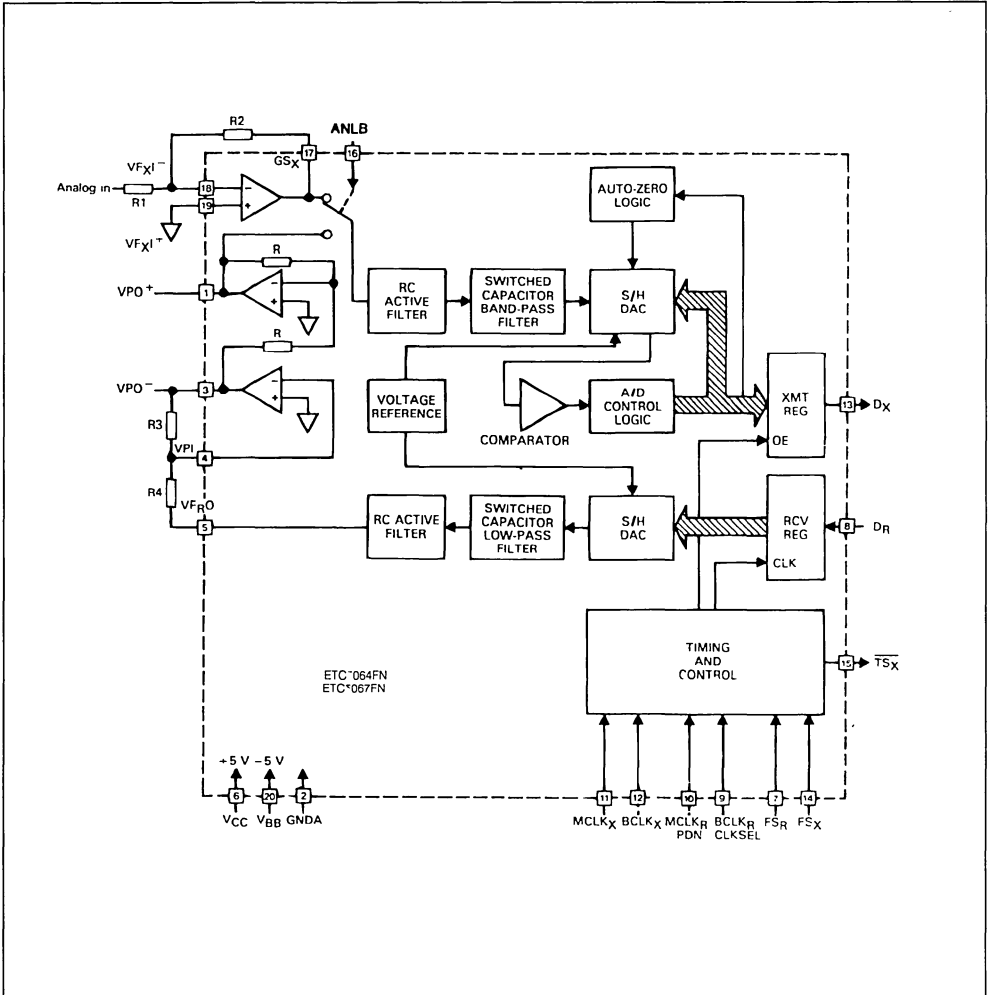 R2
ANLB
17
16
GSX
VFXI−
Analog in
R1
18
19
−
+
VFXI+
AUTO-ZERO
LOGIC
R
VPO+
1
−
+
RC
ACTIVE
FILTER
SWITCHED
CAPACITOR
BAND-PASS
FILTER
S/H
DAC
R
VPO−
3
−
+
VOLTAGE
REFERENCE
COMPARATOR
A/D
CONTROL
LOGIC
XMT
REG
OE
13
DX
R3
VPI
4
R4
VFRO
5
RC ACTIVE
FILTER
SWITCHED
CAPACITOR
LOW-PASS
FILTER
S/H
DAC
RCV
REG
CLK
8
DR
TIMING
AND
CONTROL
15
TSX
+5 V −5 V
6
20
2
VCC
VBB
GNDA
11
12
10
9
7
14
MCLKX
BCLKX
MCLKR
PDN
BCLKR
CLKSEL
FSR
FSX